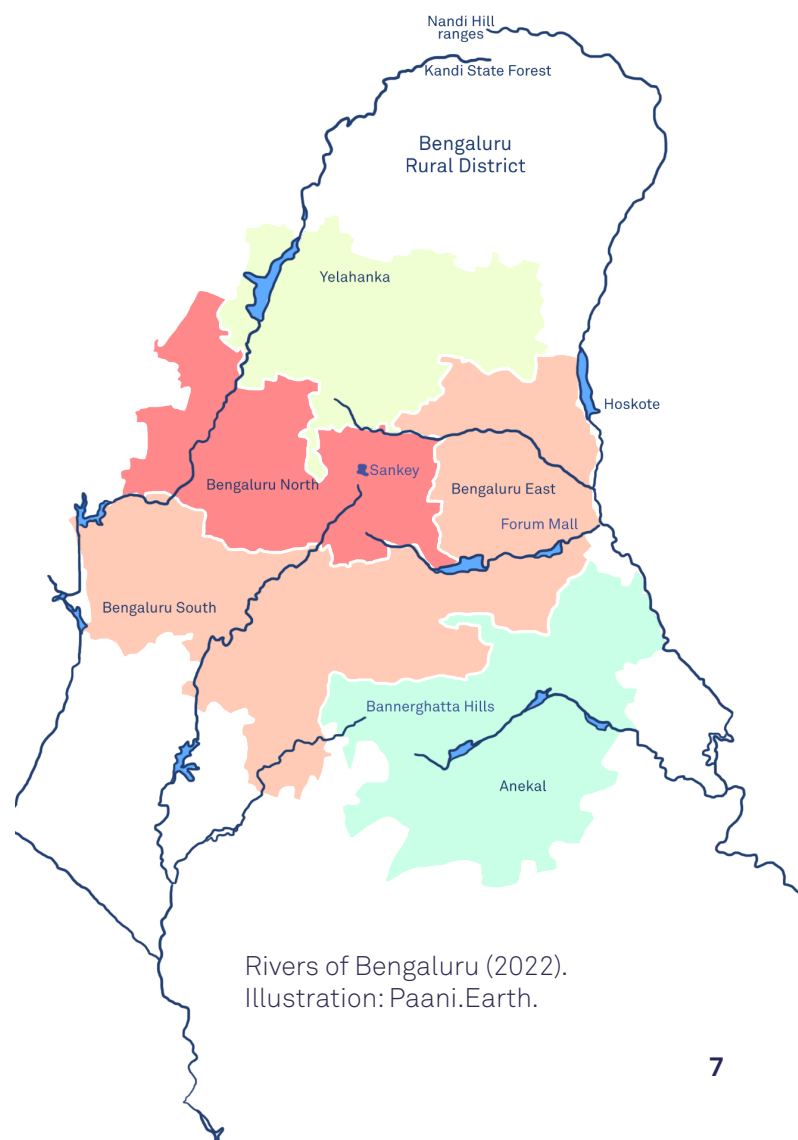 Nandi Hill
ranges
Kandi State Forest
Bengaluru
Rural District
Yelahanka
Hoskote
Sankey
Bengaluru North
Bengaluru East
Forum Mall
Bengaluru South
Bannerghatta Hills
Anekal
Rivers of Bengaluru (2022).
Illustration: Paani.Earth.
7